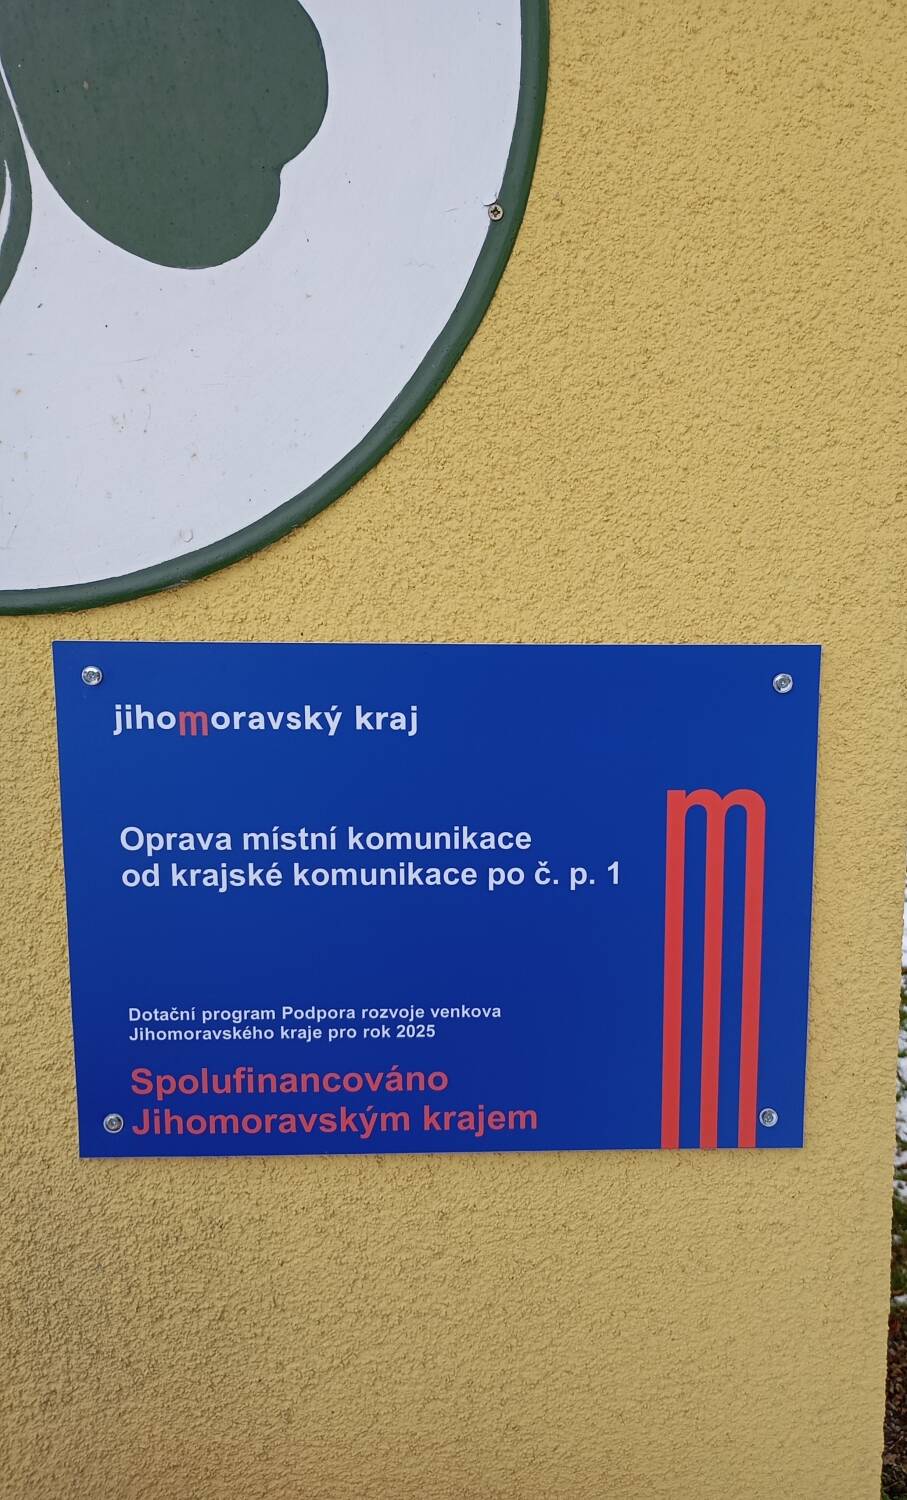 jihomoravský kraj
Oprava místní komunikace
od krajské komunikace po č. p. 1
Dotační program Podpora rozvoje venkova
Jihomoravského kraje pro rok 2025
Spolufinancováno
Jihomoravským krajem
m